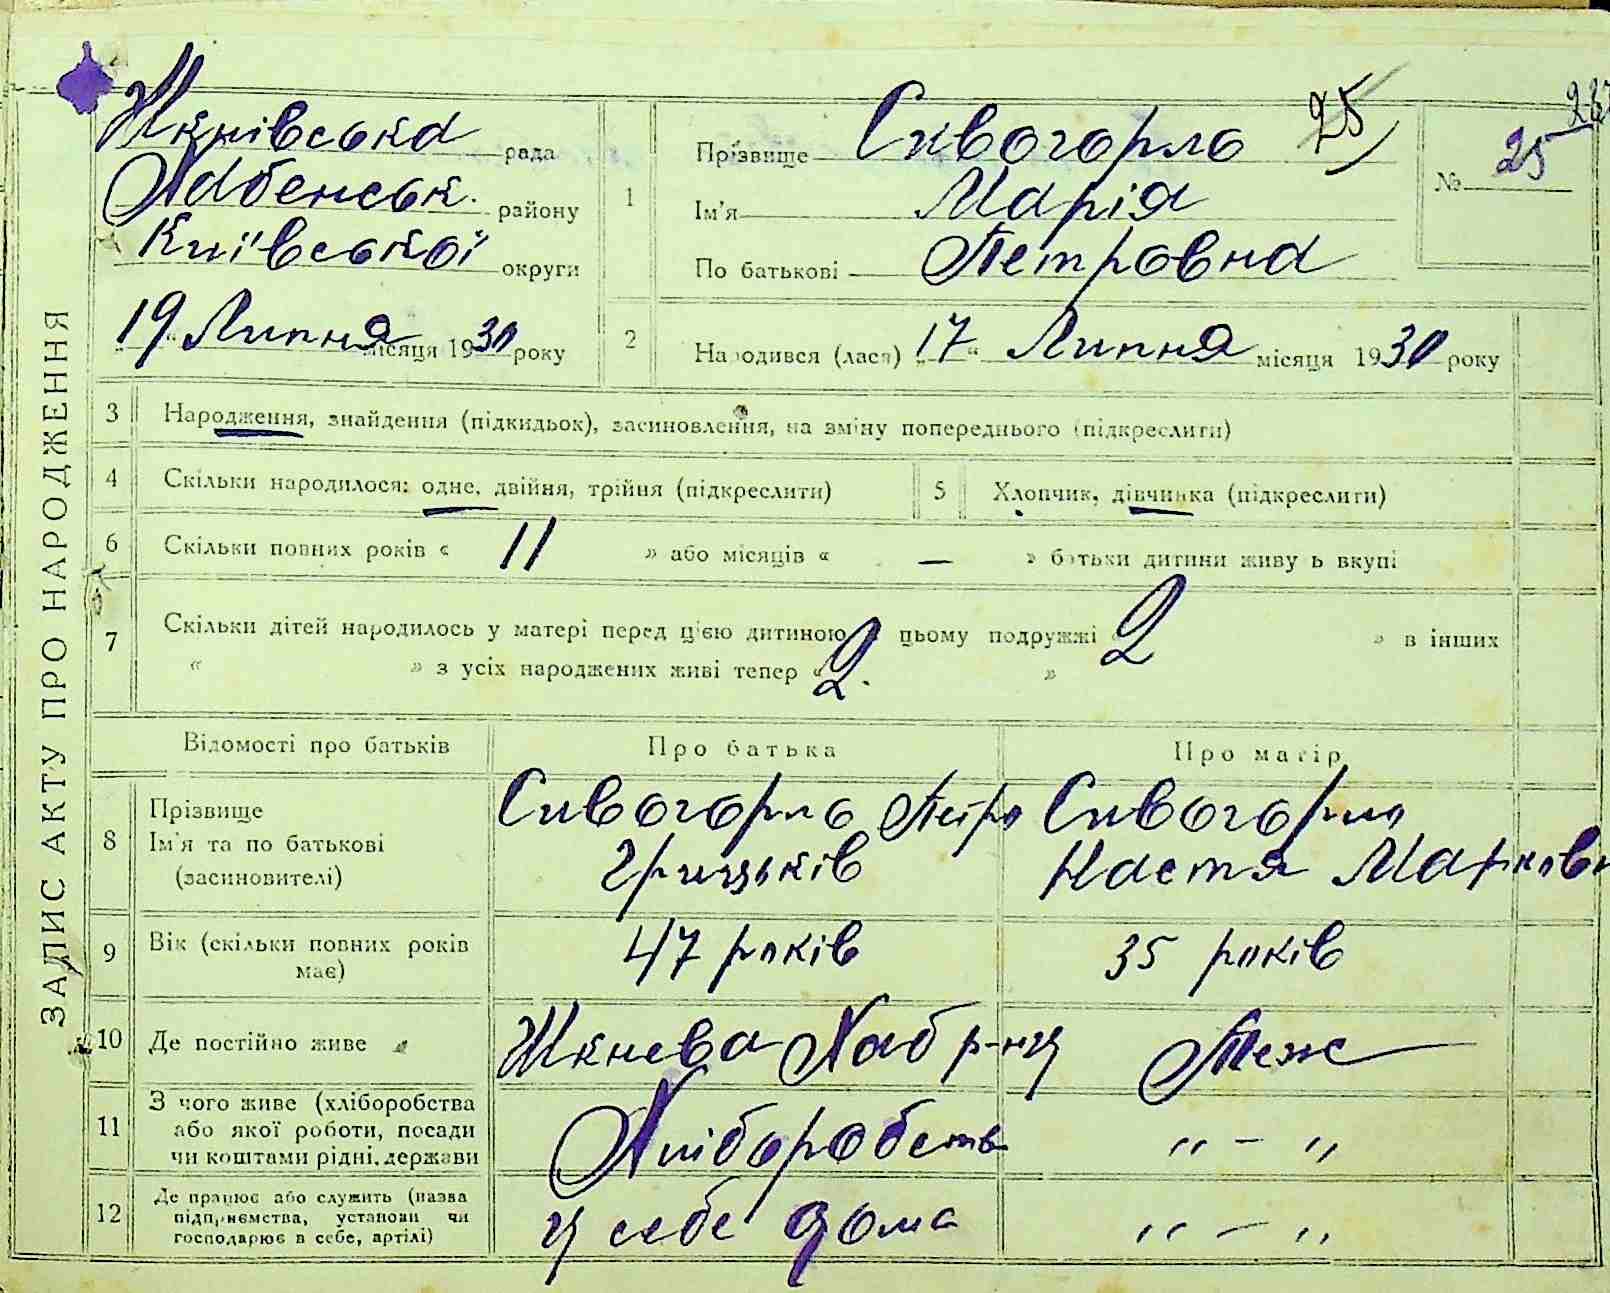 ЗАПИС АКТУ ПРО НАРОДЖЕННЯ
рада
Хабенськ. району
Київської округи
19 Липня місяця 1930 року
1
Прізвище Сивогорло 25
Ім'я Марія
По батькові Петровна
№ 25
2
Народився (лася) „17“ Липня місяця 1930 року
3 Народження, знайдення (підкидьок), засиновлення, на зміну попереднього (підкреслити)
4 Скільки народилося: одне, двійня, трійня (підкреслити)
5 Хлопчик, дівчинка (підкреслити)
6 Скільки повних років « 11 » або місяців « — » батьки дитини живуть вкупі
7 Скільки дітей народилось у матері перед цією дитиною цьому подружжі 2 » в інших
« » з усіх народжених живі тепер « 2. »
Відомості про батьків Про батька Про матір
8 Прізвище
Ім'я та по батькові
(засиновителі)
Сивогорло Петро
Грицьків
Сивогорло
Настя
9 Вік (скільки повних років
має)
47 років
35 років
10 Де постійно живе
Хаб р-ну
Теж
11 З чого живе (хліборобства
або якої роботи, посади
чи коштами рідні, держави
Хліборобств
„ – „
12 Де працює або служить (назва
підприємства, установи чи
господарює в себе, артілі)
у себе дома
„ – „